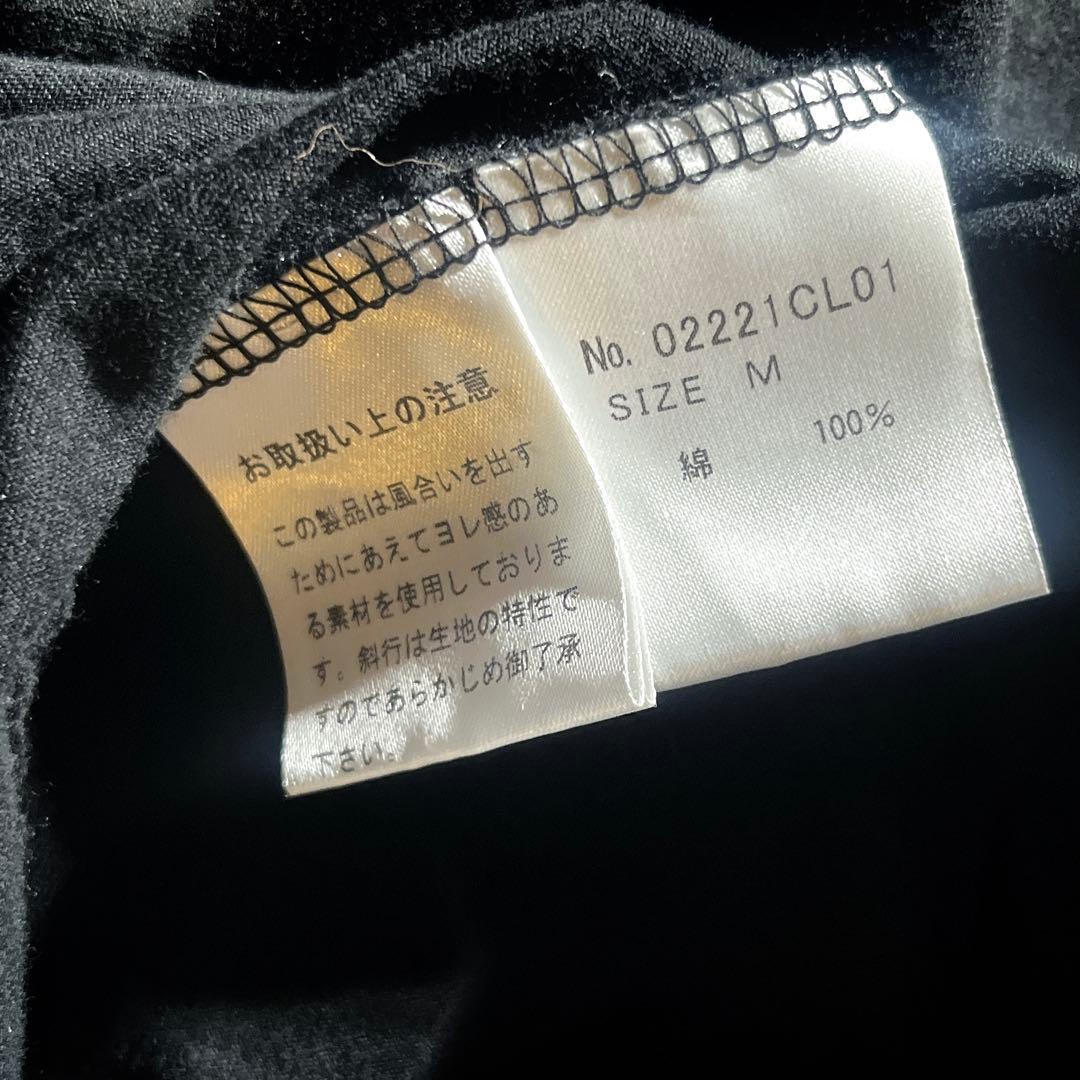 お取扱い上の注意
この製品は風合いを出す
ためにあえてヨレ感のあ
る素材を使用しておりま
す。斜行は生地の特性で
すのであらかじめ御了承
下さい。
No. 02221CL01
SIZE M
綿 100%